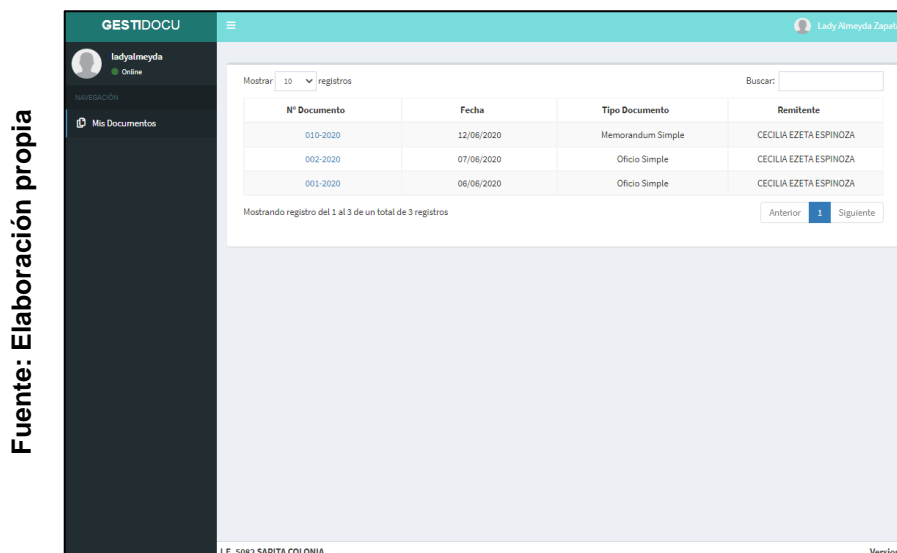 Fuente: Elaboración propia
GESTIDOCU
Lady Almeyda Zapata
ladyalmeyda
Online
NAVEGACIÓN
Mis Documentos
Mostrar 10 registros
Buscar:
N° Documento Fecha Tipo Documento Remitente
010-2020 12/06/2020 Memorandum Simple CECILIA EZETA ESPINOZA
002-2020 07/06/2020 Oficio Simple CECILIA EZETA ESPINOZA
001-2020 06/06/2020 Oficio Simple CECILIA EZETA ESPINOZA
Mostrando registro del 1 al 3 de un total de 3 registros
Anterior 1 Siguiente
I.E. 5082 SARITA COLONIA
Version